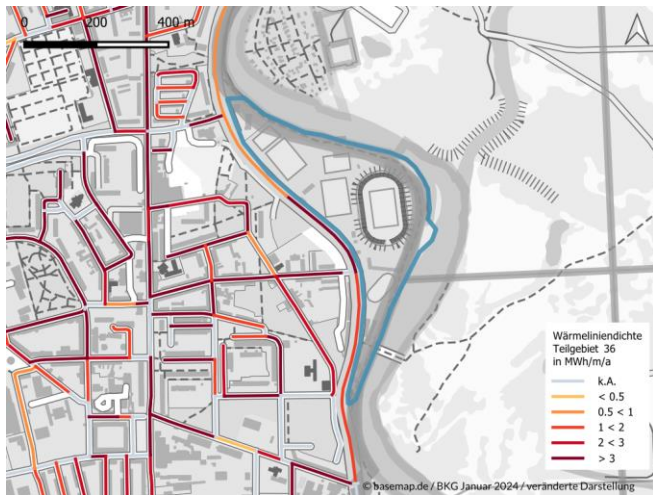 0 200 400 m
Wärmeliniendichte
Teilgebiet 36
in MWh/m/a
k.A.
< 0.5
0.5 < 1
1 < 2
2 < 3
> 3
© basemap.de / BKG Januar 2024 / veränderte Darstellung